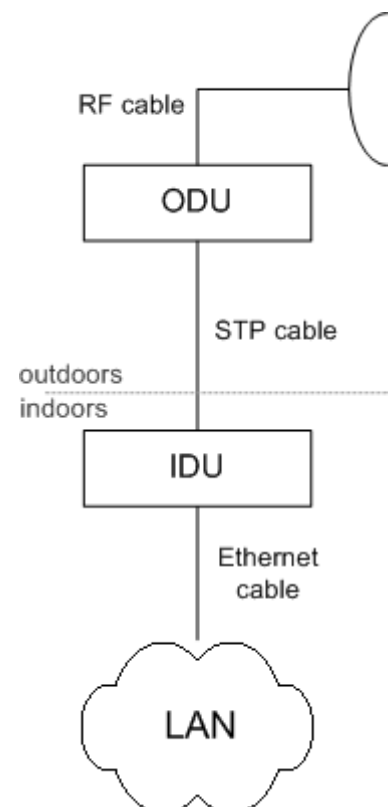 RF cable
ODU
STP cable
outdoors
indoors
IDU
Ethernet
cable
LAN